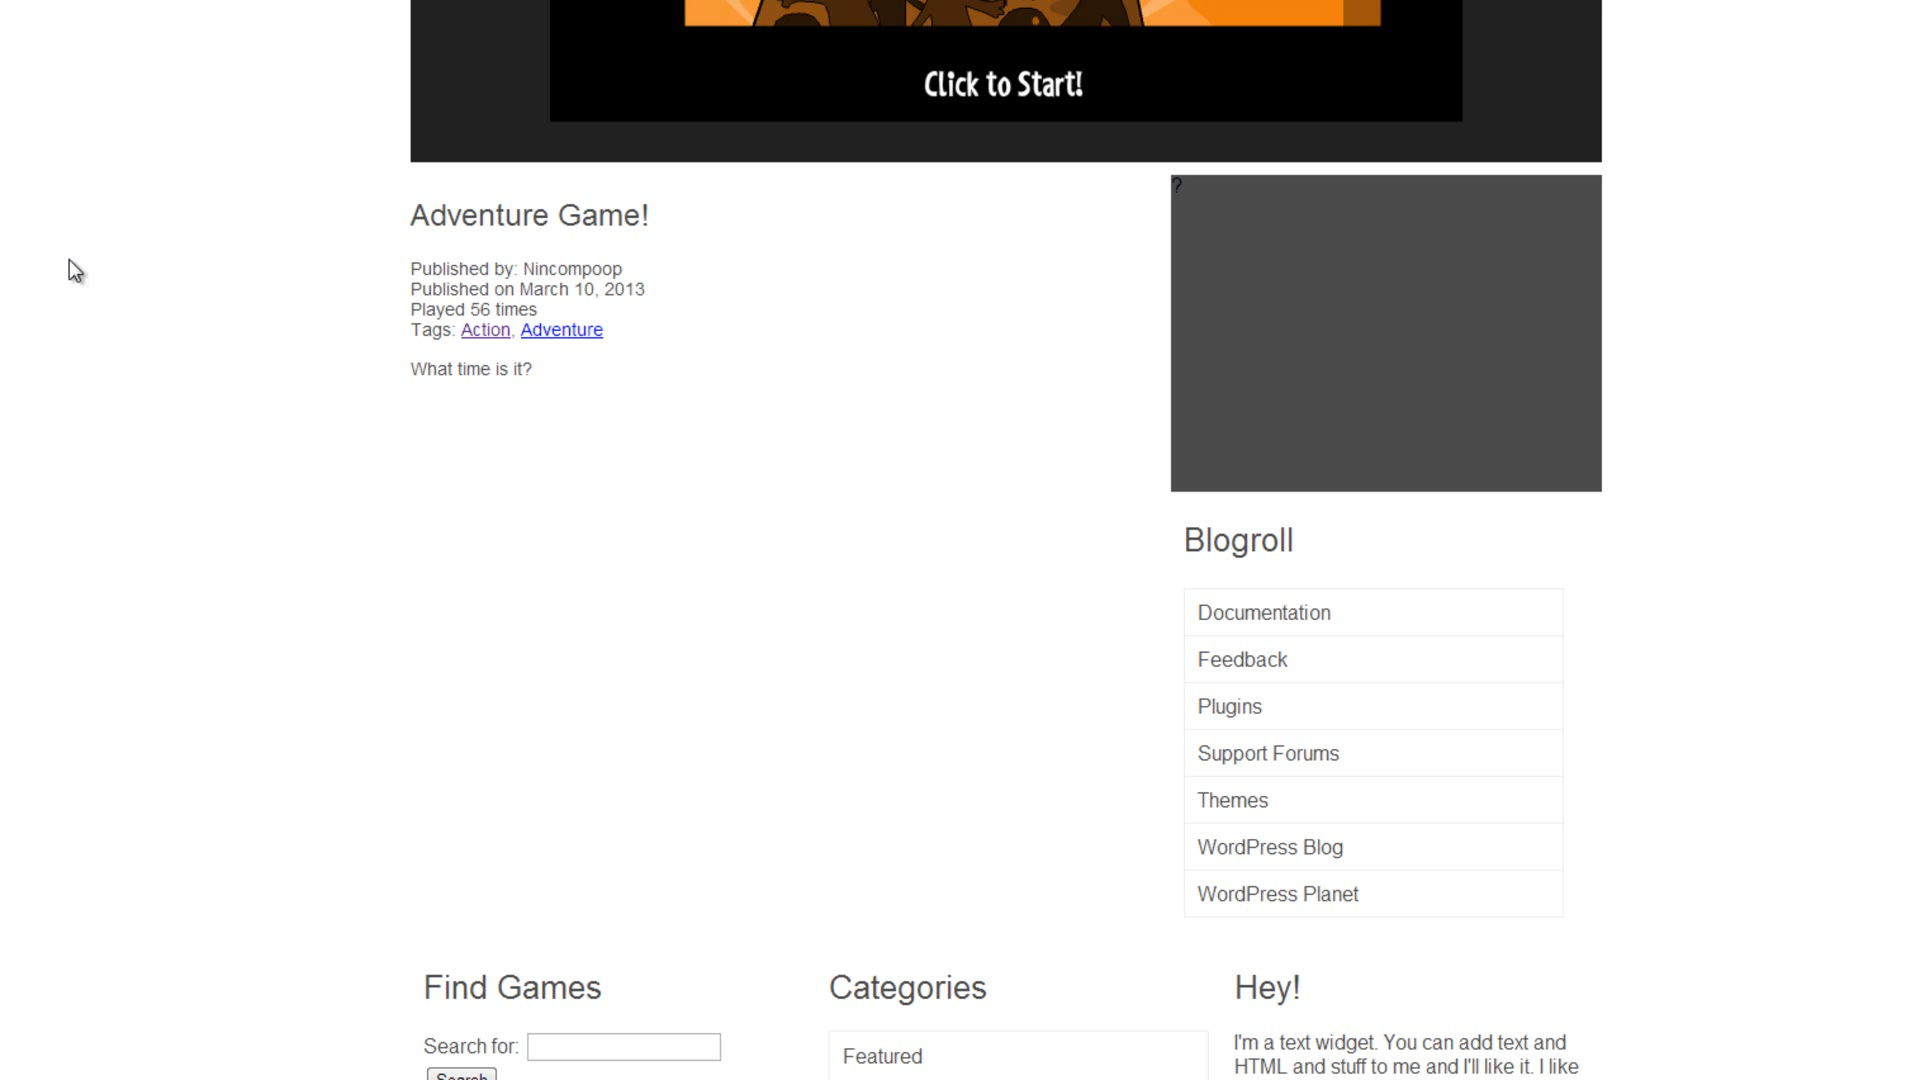 Click to Start!
?
Adventure Game!
Published by: Nincompoop
Published on March 10, 2013
Played 56 times
Tags: Action, Adventure
What time is it?
Blogroll
Documentation
Feedback
Plugins
Support Forums
Themes
WordPress Blog
WordPress Planet
Find Games
Search for:
Search
Categories
Featured
Hey!
I'm a text widget. You can add text and
HTML and stuff to me and I'll like it. I like